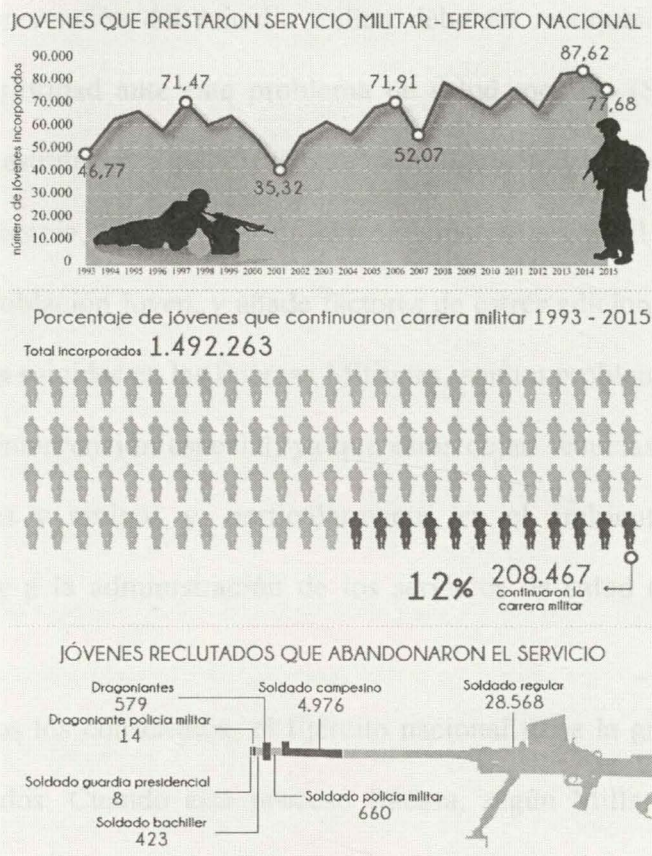 JOVENES QUE PRESTARON SERVICIO MILITAR - EJERCITO NACIONAL
número de jóvenes incorporados
90.000
80.000
70.000
60.000
50.000
40.000
30.000
20.000
10.000
0
46,77
71,47
35,32
71,91
52,07
87,62
77,68
1993 1994 1995 1996 1997 1998 1999 2000 2001 2002 2003 2004 2005 2006 2007 2008 2009 2010 2011 2012 2013 2014 2015
Porcentaje de jóvenes que continuaron carrera militar 1993 - 2015
Total incorporados 1.492.263
12% 208.467
continuaron la
carrera militar
e a la administración de los
JÓVENES RECLUTADOS QUE ABANDONARON EL SERVICIO
Dragoniantes
579
Dragoniante policía militar
14
Soldado guardia presidencial
8
Soldado bachiller
423
Soldado campesino
4.976
Soldado policía militar
660
Soldado regular
28.568